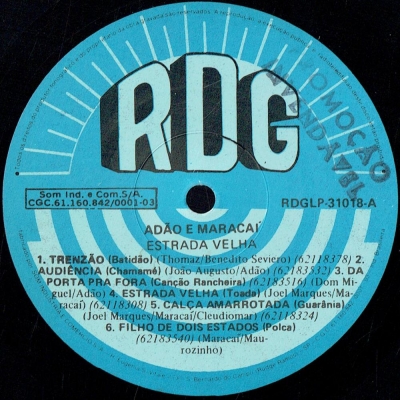 RDG
PROMOÇÃO
INVENDÁVEL
Som Ind. e Com.S/A.
CGC.61.160.842/0001-03
RDGLP-31018-A
ADÃO E MARACAÍ
ESTRADA VELHA
1. TRENZÃO (Batidão) (Thomaz/Benedito Seviero) (62118378) 2.
AUDIÊNCIA (Chamamé) (João Augusto/Adão) (62183532) 3. DA
PORTA PRA FORA (Canção Rancheira) (62183516) (Dom Mi-
guel/Adão) 4. ESTRADA VELHA (Toada) (Joel Marques/Ma-
racaí) (62118308) 5. CALÇA AMARROTADA (Guarânia)
(Joel Marques/Maracaí/Cleudiomar) (62118324)
6. FILHO DE DOIS ESTADOS (Polca)
(62183540) (Maracaí/Mau-
rozinho)